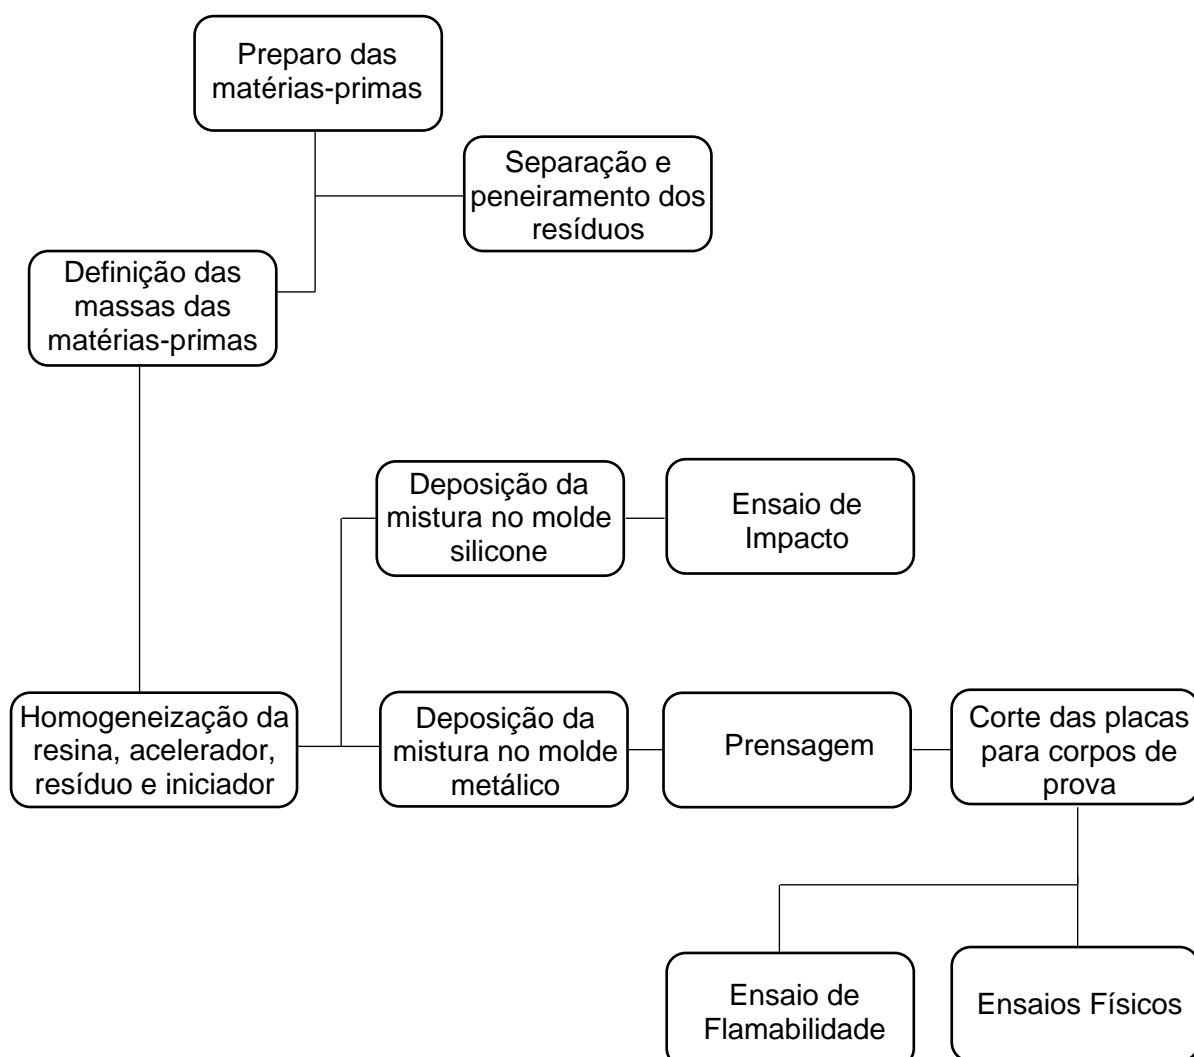 Preparo das
matérias-primas
Separação e
peneiramento dos
resíduos
Definição das
massas das
matérias-primas
Deposição da
mistura no molde
silicone
Ensaio de
Impacto
Homogeneização da
resina, acelerador,
resíduo e iniciador
Deposição da
mistura no molde
metálico
Prensagem
Corte das placas
para corpos de
prova
Ensaio de
Flamabilidade
Ensaios Físicos